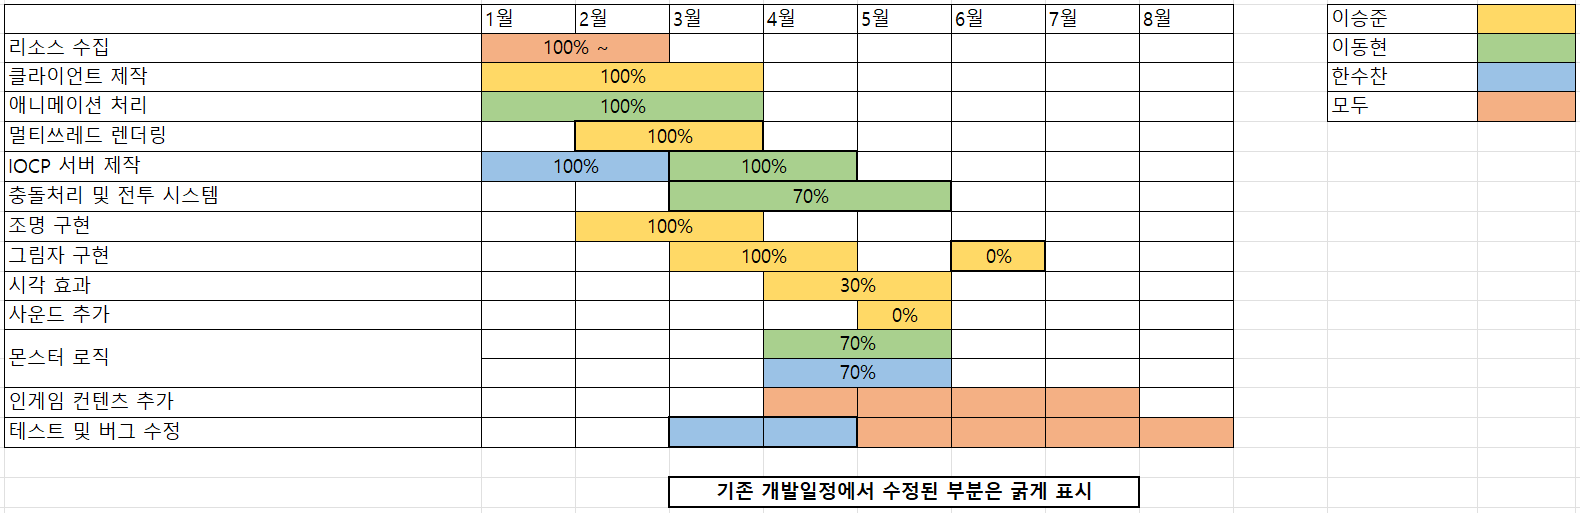 1월 2월 3월 4월 5월 6월 7월 8월 이승준
리소스 수집 100% ~ 이동현
클라이언트 제작 100% 한수찬
애니메이션 처리 100% 모두
멀티쓰레드 렌더링 100%
IOCP 서버 제작 100% 100%
충돌처리 및 전투 시스템 70%
조명 구현 100%
그림자 구현 100% 0%
시각 효과 30%
사운드 추가 0%
몬스터 로직 70%
70%
인게임 컨텐츠 추가
테스트 및 버그 수정
기존 개발일정에서 수정된 부분은 굵게 표시